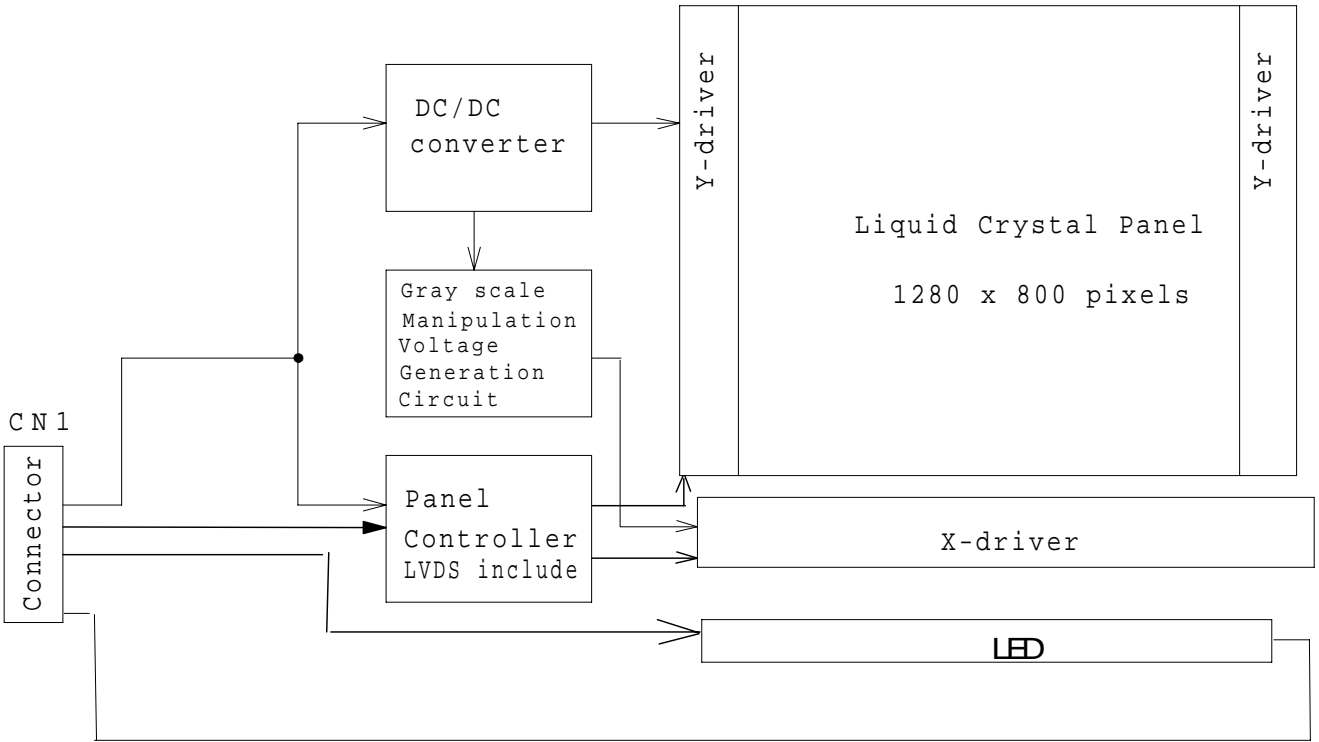 DC/DC
converter
Y-driver
Y-driver
Liquid Crystal Panel
1280 x 800 pixels
Gray scale
Manipulation
Voltage
Generation
Circuit
CN1
Connector
Panel
Controller
LVDS include
X-driver
LED